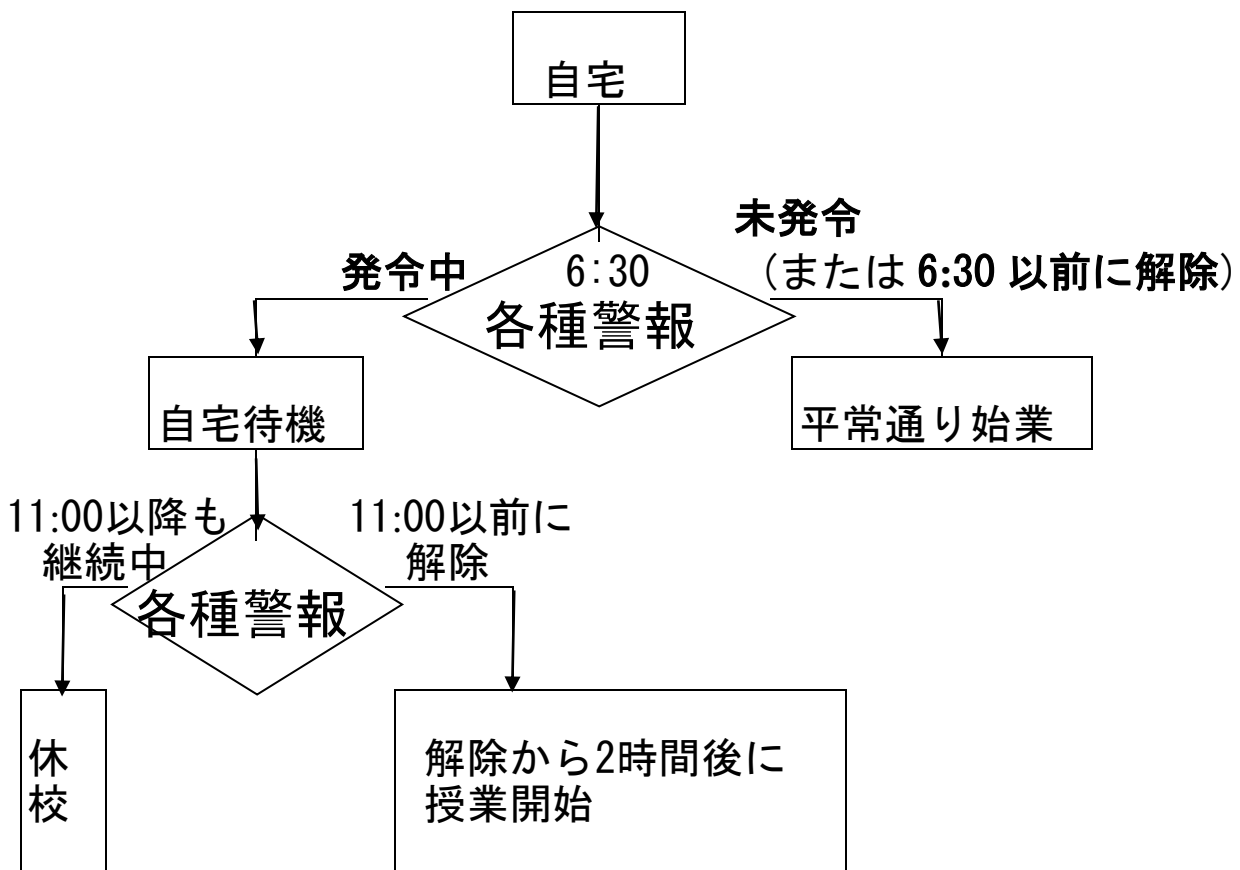 自宅
未発令
発令中
6:30
（または 6:30 以前に解除）
各種警報
自宅待機
平常通り始業
11:00以降も
継続中
11:00以前に
解除
各種警報
休
校
解除から2時間後に
授業開始